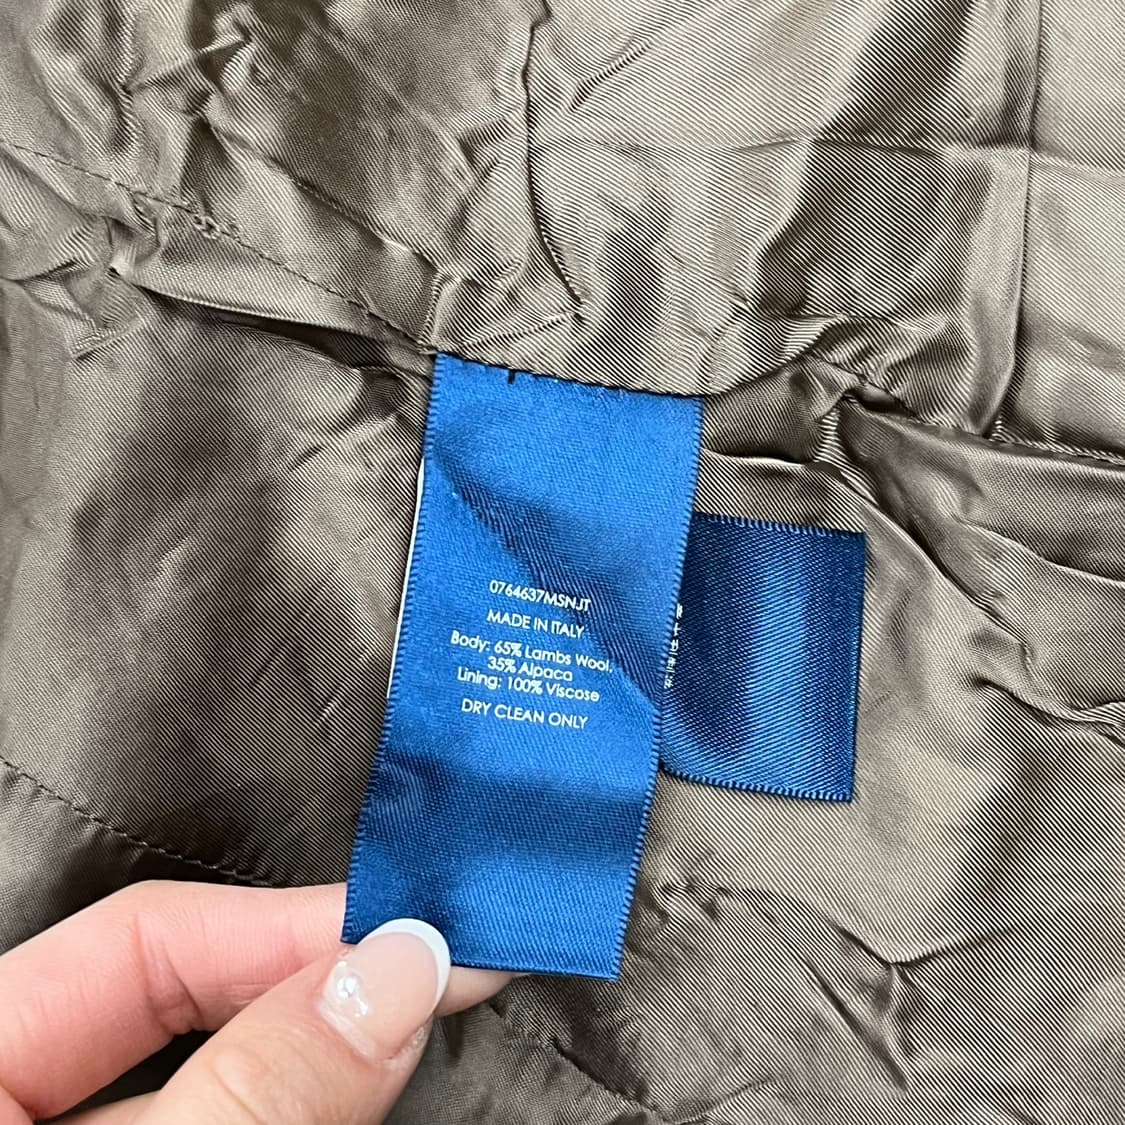 0764637MSNJT
MADE IN ITALY
Body: 65% Lambs Wool,
35% Alpaca
Lining: 100% Viscose
DRY CLEAN ONLY